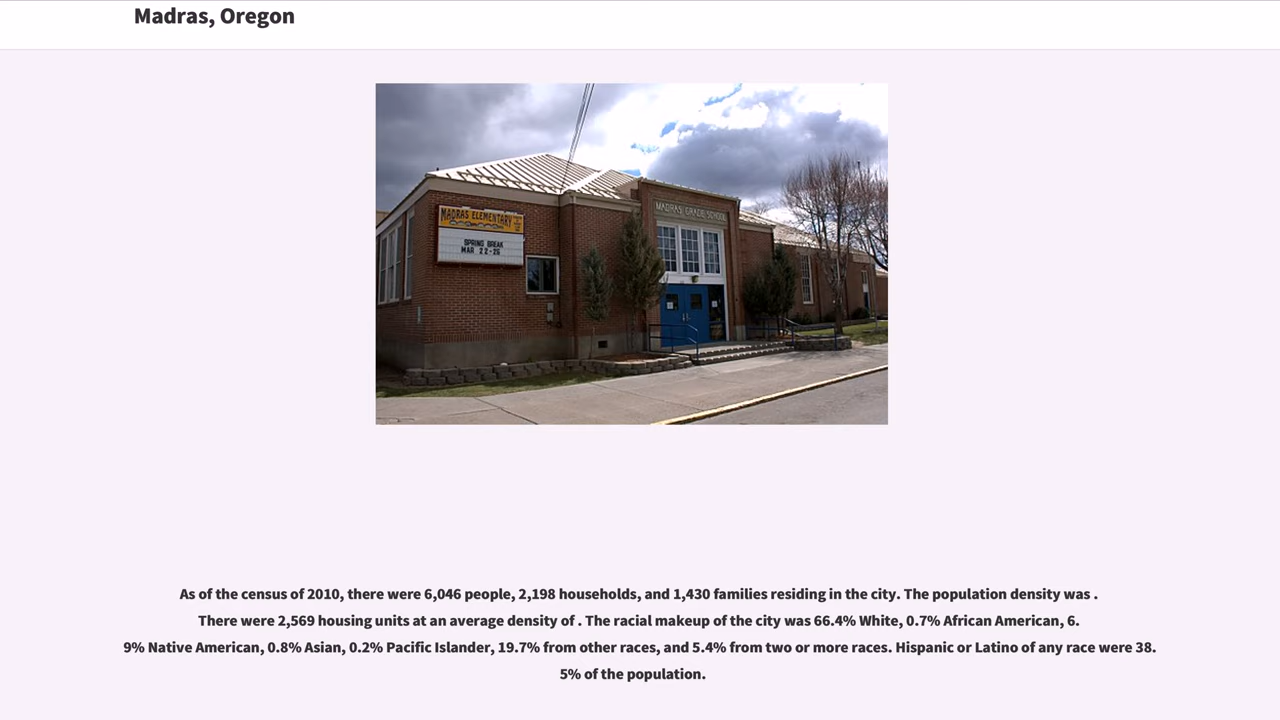 Madras, Oregon
MADRAS ELEMENTARY
SPRING BREAK
MAR 22-26
MADRAS GRADE SCHOOL
As of the census of 2010, there were 6,046 people, 2,198 households, and 1,430 families residing in the city. The population density was .
There were 2,569 housing units at an average density of . The racial makeup of the city was 66.4% White, 0.7% African American, 6.
9% Native American, 0.8% Asian, 0.2% Pacific Islander, 19.7% from other races, and 5.4% from two or more races. Hispanic or Latino of any race were 38.
5% of the population.